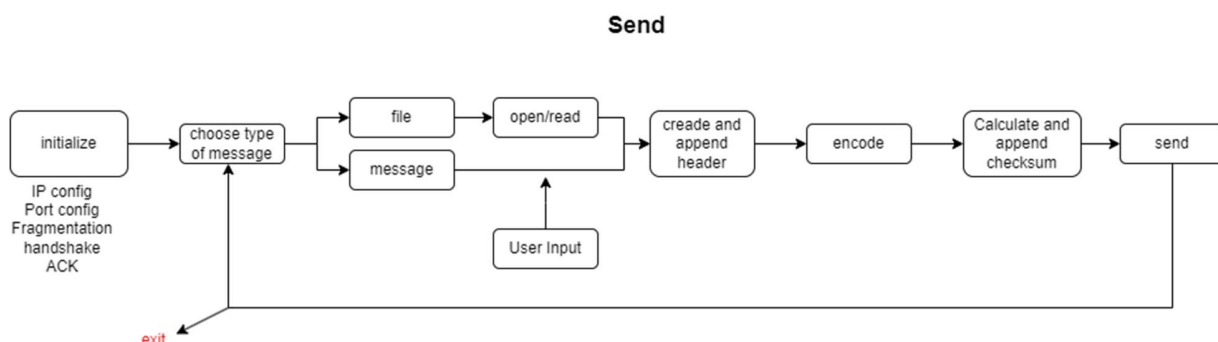 Send
initialize
IP config
Port config
Fragmentation
handshake
ACK
choose type
of message
file
open/read
message
User Input
creade and
append
header
encode
Calculate and
append
checksum
send
exit